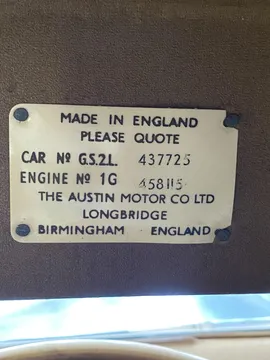 MADE IN ENGLAND
PLEASE QUOTE
CAR Nº G.S.2.L. 437725
ENGINE Nº 1G 458115
THE AUSTIN MOTOR CO LTD
LONGBRIDGE
BIRMINGHAM ENGLAND